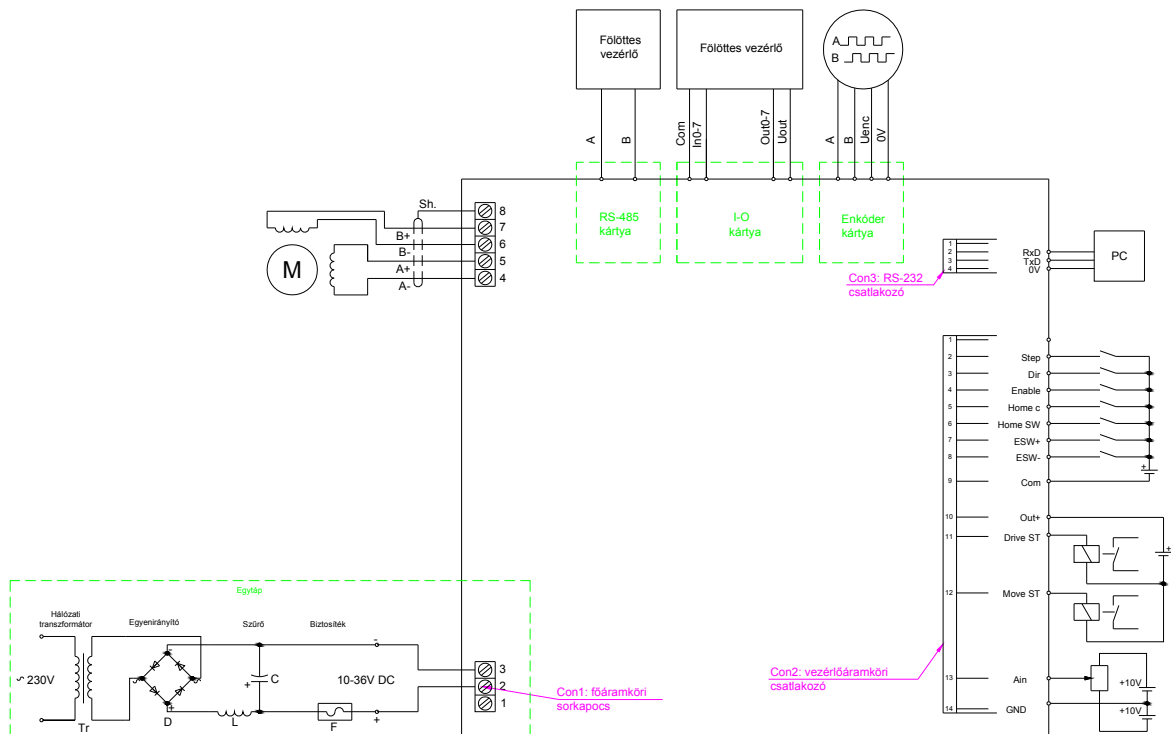 Fölöttes
vezérlő
Fölöttes vezérlő
A
B
A
B
Com
In0-7
Out0-7
Uout
A
B
Uenc
0V
RS-485
kártya
I-O
kártya
Enkóder
kártya
Sh.
B+
B-
A+
A-
8
7
6
5
4
M
1
2
3
4
RxD
TxD
0V
PC
Con3: RS-232
csatlakozó
1
2 Step
3 Dir
4 Enable
5 Home c
6 Home SW
7 ESW+
8 ESW-
9 Com
±
10 Out+
11 Drive ST
±
12 Move ST
13 Ain
14 GND
+10V
+10V
Con2: vezérlőáramköri
csatlakozó
Egytáp
Hálózati
transzformátor
Egyenirányító
Szűrő
Biztosíték
-
~ 230V
Tr
-
+
D
L
+
C
10-36V DC
F
+
3
2
1
Con1: főáramköri
sorkapocs